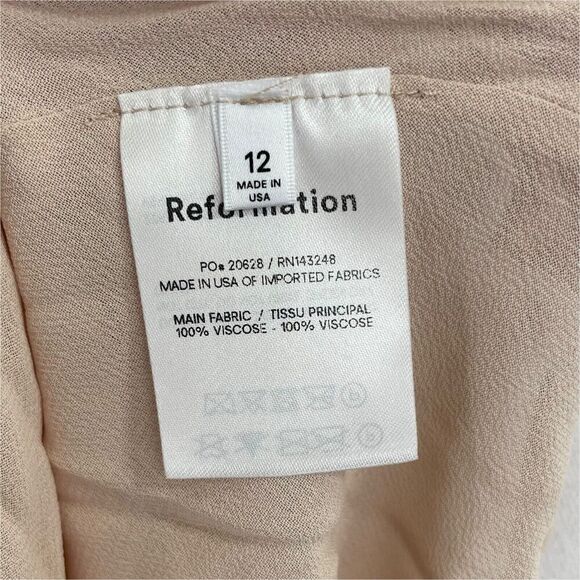 12
MADE IN
USA
Reformation
PO# 20628 / RN143248
MADE IN USA OF IMPORTED FABRICS
MAIN FABRIC / TISSU PRINCIPAL
100% VISCOSE - 100% VISCOSE